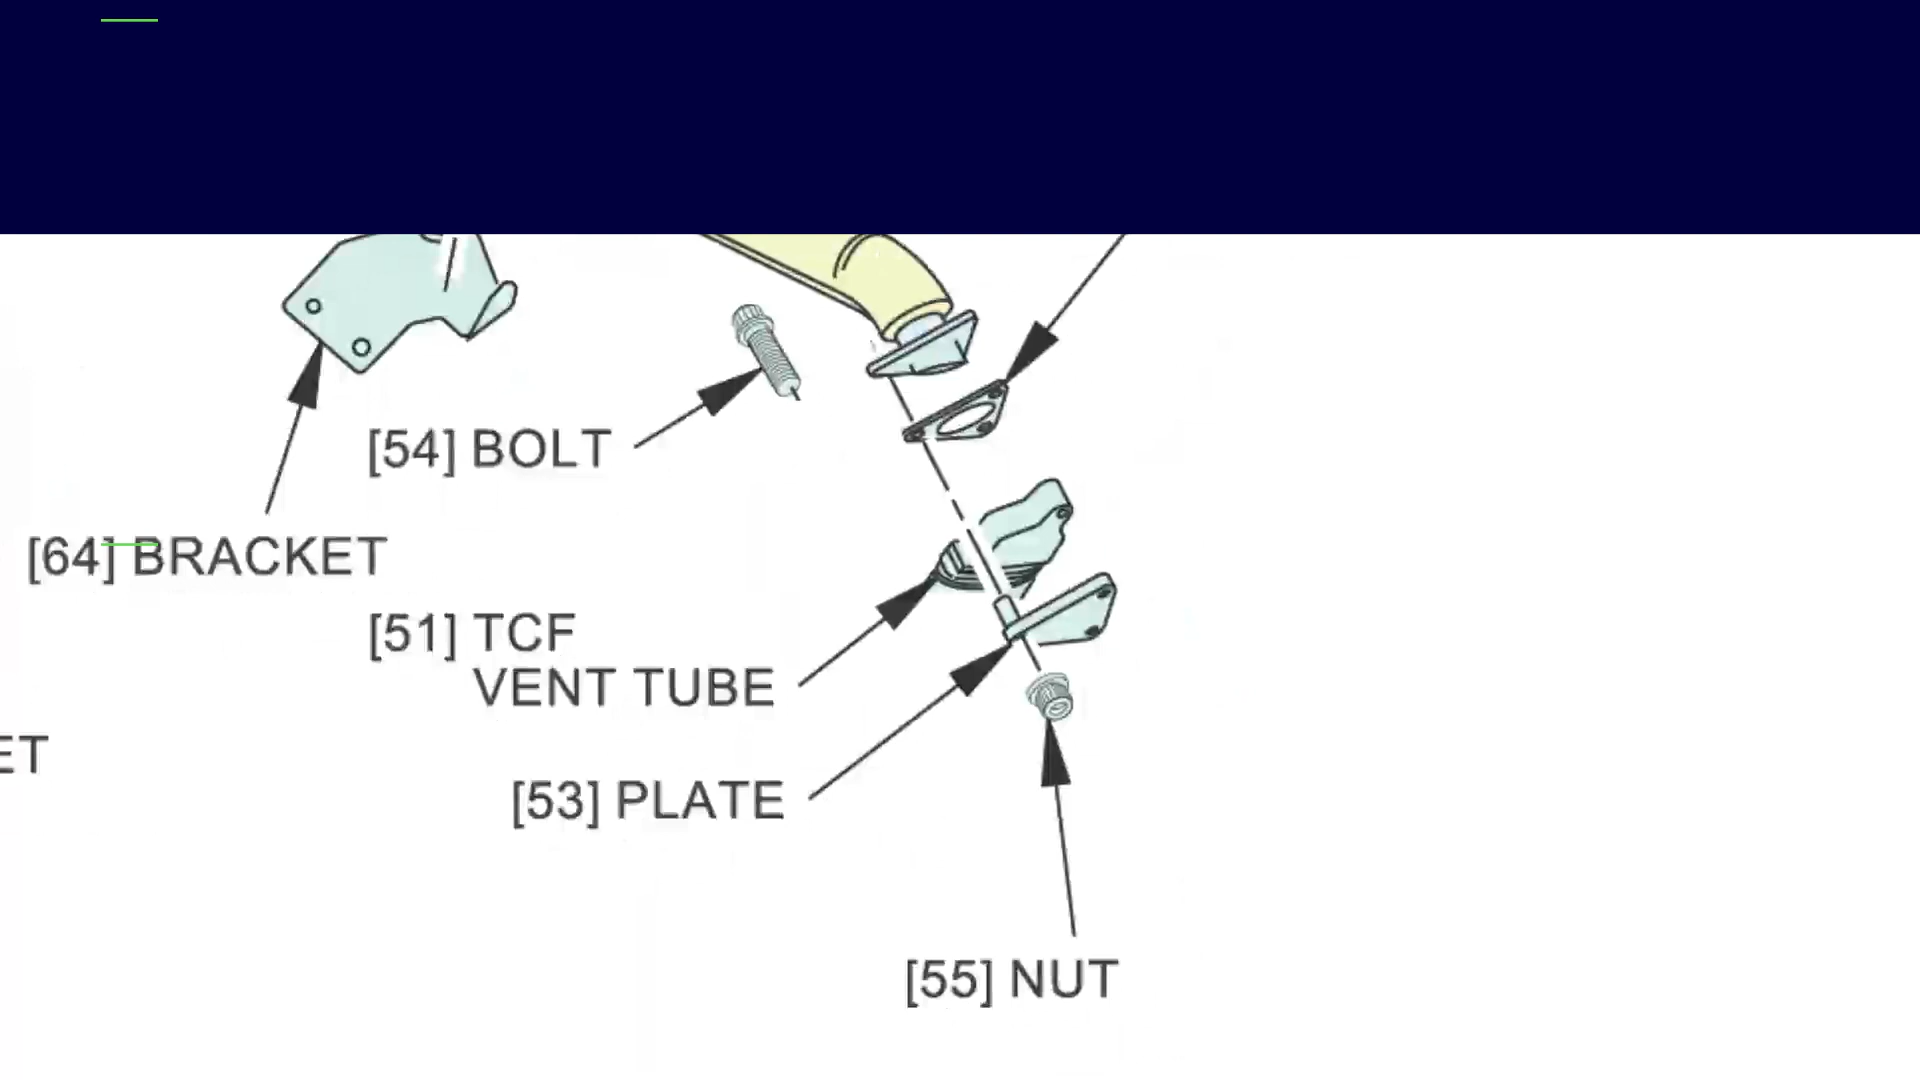 [54] BOLT
[64] BRACKET
[51] TCF
VENT TUBE
ET
[53] PLATE
[55] NUT